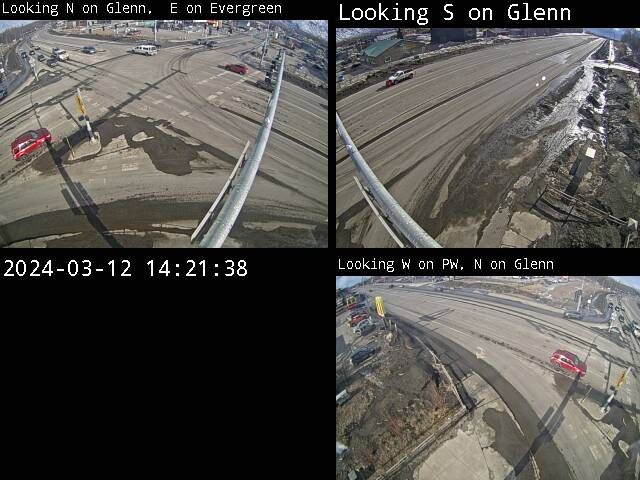 Looking N on Glenn,  E on Evergreen
Looking S on Glenn
2024-03-12 14:21:38
Looking W on PW, N on Glenn